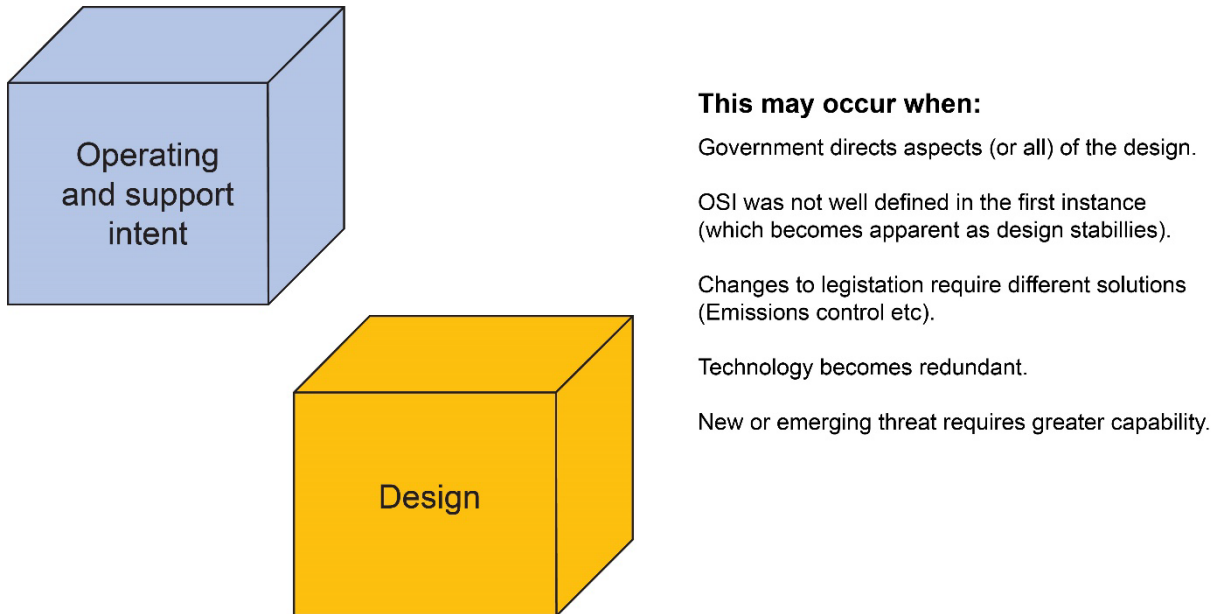 Operating
and support
intent
Design
This may occur when:
Government directs aspects (or all) of the design.
OSI was not well defined in the first instance
(which becomes apparent as design stabillies).
Changes to legistation require different solutions
(Emissions control etc).
Technology becomes redundant.
New or emerging threat requires greater capability.